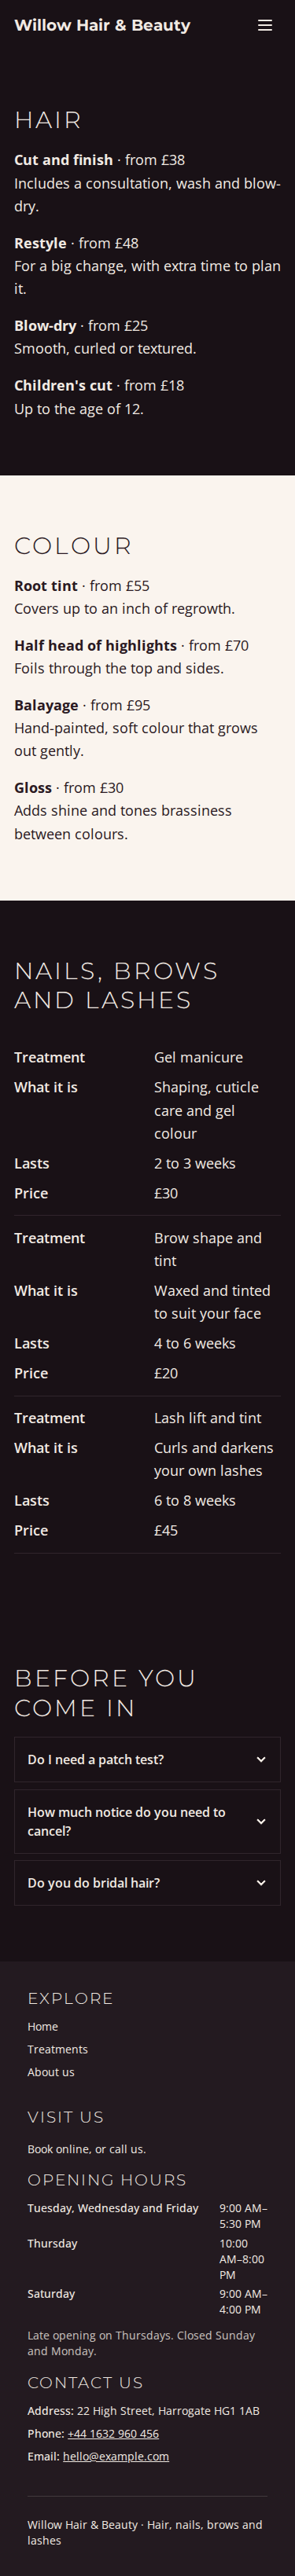 Willow Hair & Beauty
HAIR
Cut and finish · from £38
Includes a consultation, wash and blow-
dry.
Restyle · from £48
For a big change, with extra time to plan
it.
Blow-dry · from £25
Smooth, curled or textured.
Children's cut · from £18
Up to the age of 12.
COLOUR
Root tint · from £55
Covers up to an inch of regrowth.
Half head of highlights · from £70
Foils through the top and sides.
Balayage · from £95
Hand-painted, soft colour that grows
out gently.
Gloss · from £30
Adds shine and tones brassiness
between colours.
NAILS, BROWS
AND LASHES
Treatment Gel manicure
What it is Shaping, cuticle
care and gel
colour
Lasts 2 to 3 weeks
Price £30
Treatment Brow shape and
tint
What it is Waxed and tinted
to suit your face
Lasts 4 to 6 weeks
Price £20
Treatment Lash lift and tint
What it is Curls and darkens
your own lashes
Lasts 6 to 8 weeks
Price £45
BEFORE YOU
COME IN
Do I need a patch test?
How much notice do you need to
cancel?
Do you do bridal hair?
EXPLORE
Home
Treatments
About us
VISIT US
Book online, or call us.
OPENING HOURS
Tuesday, Wednesday and Friday 9:00 AM–
5:30 PM
Thursday 10:00
AM–8:00
PM
Saturday 9:00 AM–
4:00 PM
Late opening on Thursdays. Closed Sunday
and Monday.
CONTACT US
Address: 22 High Street, Harrogate HG1 1AB
Phone: +44 1632 960 456
Email: hello@example.com
Willow Hair & Beauty · Hair, nails, brows and
lashes